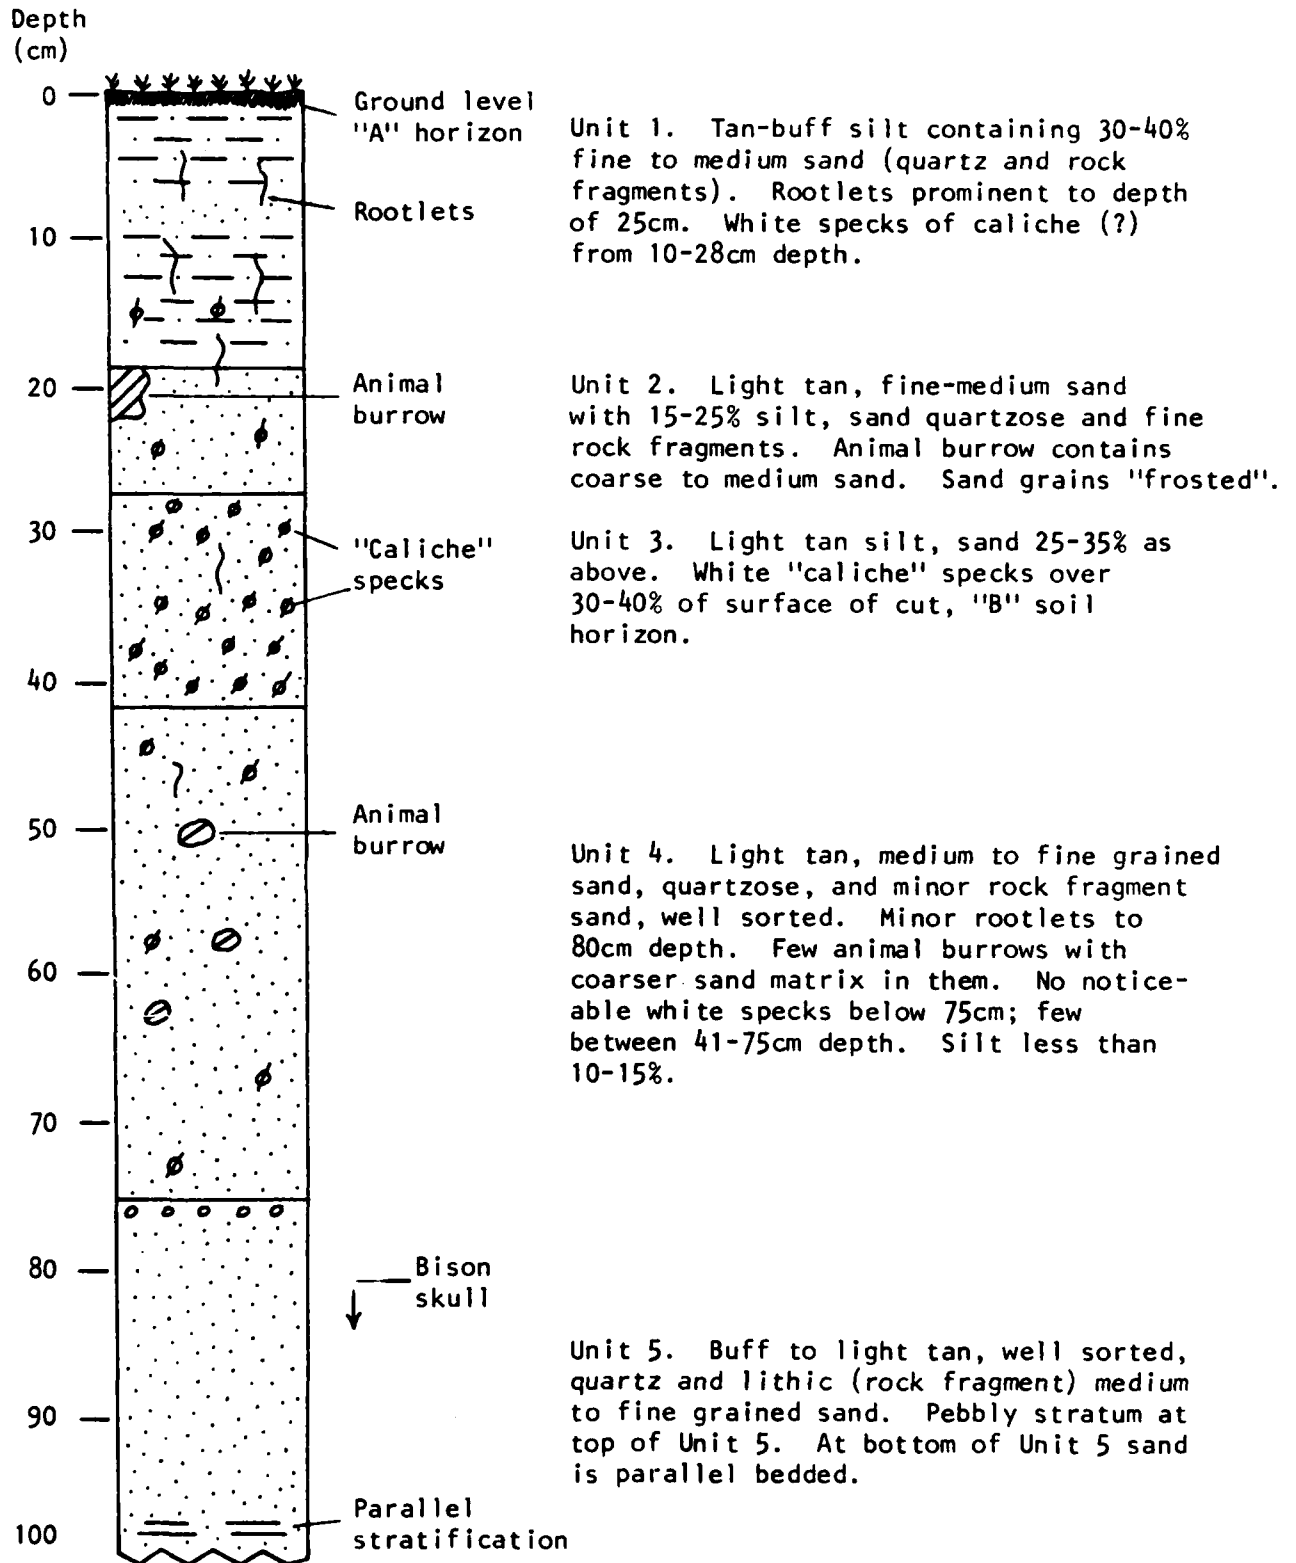 Depth
(cm)
0
Ground level
"A" horizon
Unit 1. Tan-buff silt containing 30-40%
fine to medium sand (quartz and rock
fragments). Rootlets prominent to depth
of 25cm. White specks of caliche (?)
from 10-28cm depth.
Rootlets
10
20
Animal
burrow
Unit 2. Light tan, fine-medium sand
with 15-25% silt, sand quartzose and fine
rock fragments. Animal burrow contains
coarse to medium sand. Sand grains "frosted".
30
"Caliche"
specks
Unit 3. Light tan silt, sand 25-35% as
above. White "caliche" specks over
30-40% of surface of cut, "B" soil
horizon.
40
50
Animal
burrow
Unit 4. Light tan, medium to fine grained
sand, quartzose, and minor rock fragment
sand, well sorted. Minor rootlets to
80cm depth. Few animal burrows with
coarser sand matrix in them. No notice-
able white specks below 75cm; few
between 41-75cm depth. Silt less than
10-15%.
60
70
80
Bison
skull
Unit 5. Buff to light tan, well sorted,
quartz and lithic (rock fragment) medium
to fine grained sand. Pebbly stratum at
top of Unit 5. At bottom of Unit 5 sand
is parallel bedded.
90
100
Parallel
stratification